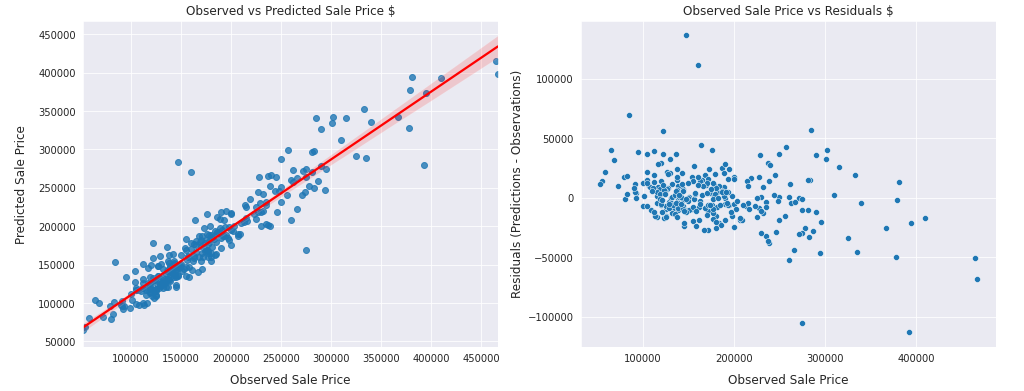 Observed vs Predicted Sale Price $
450000
400000
350000
300000
250000
200000
150000
100000
50000
Predicted Sale Price
100000 150000 200000 250000 300000 350000 400000 450000
Observed Sale Price
Observed Sale Price vs Residuals $
100000
50000
0
−50000
−100000
Residuals (Predictions - Observations)
100000 200000 300000 400000
Observed Sale Price